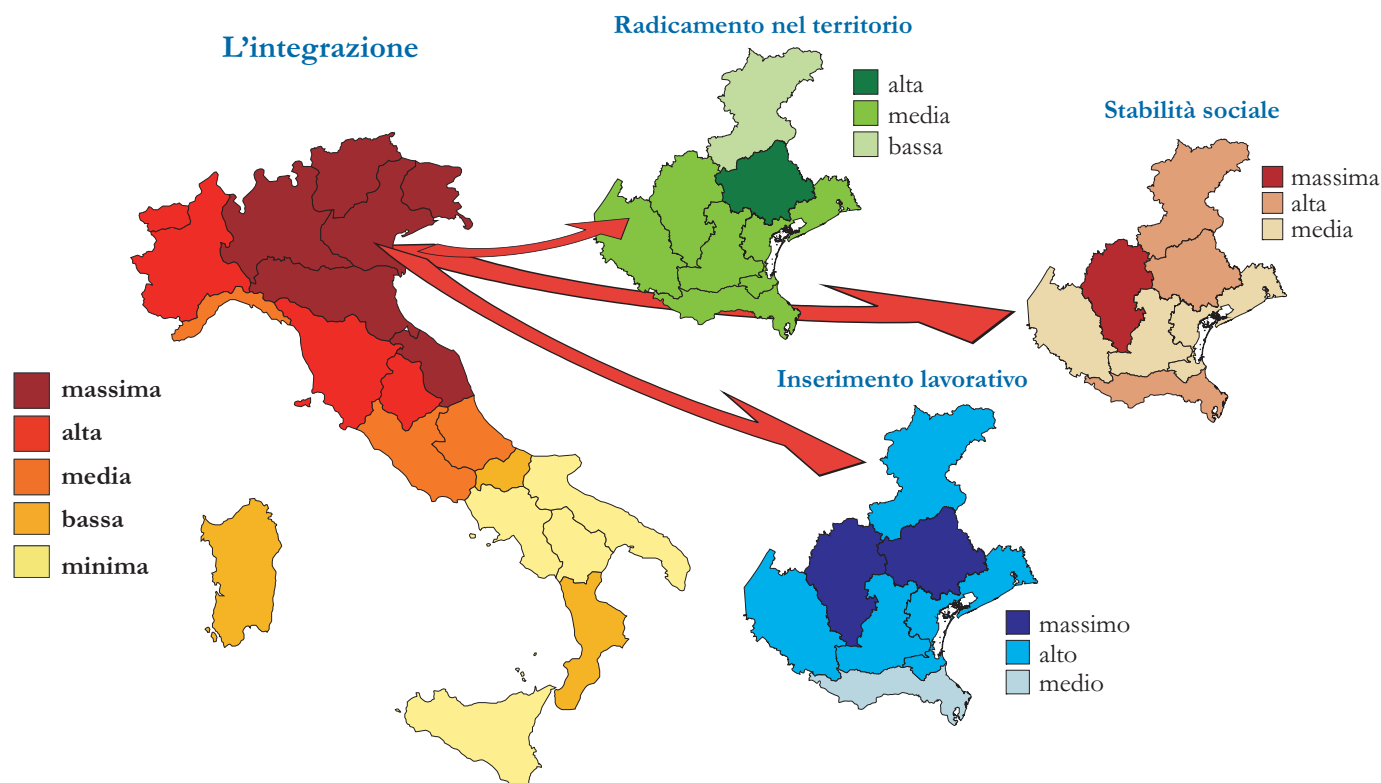 L'integrazione
massima
alta
media
bassa
minima
Radicamento nel territorio
alta
media
bassa
Stabilità sociale
massima
alta
media
Inserimento lavorativo
massimo
alto
medio